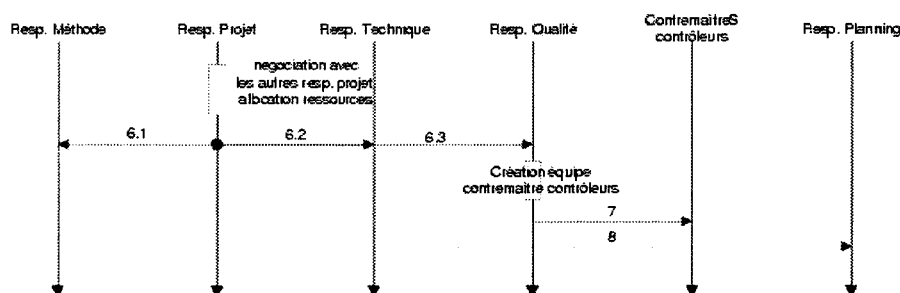 Resp. Méthode
Resp. Projet
Resp. Technique
Resp. Qualité
ContremaîtreS
contrôleurs
Resp. Planning
negociation avec
les autres resp. projet
allocation ressources
6.1
6.2
6.3
Création équipe
contremaitre contrôleurs
7
8